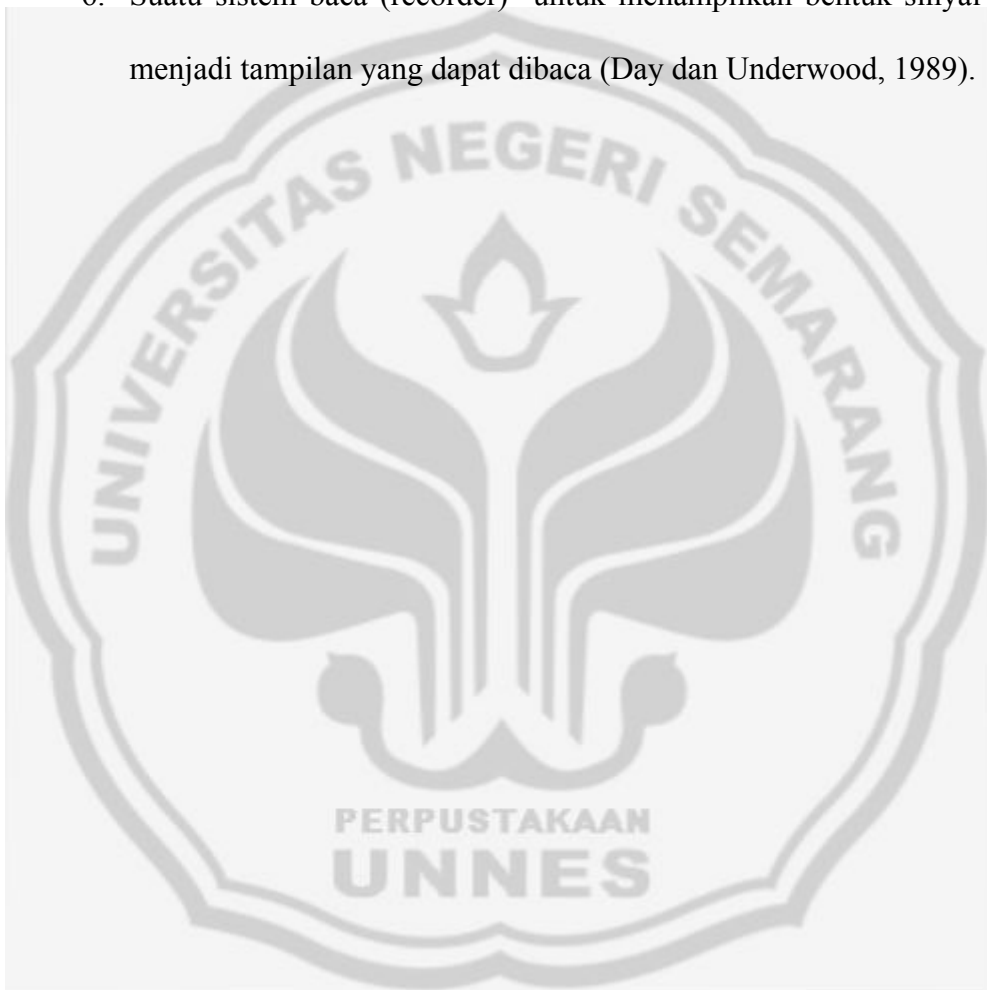 6. Suatu sistem baca (recorder) untuk menampilkan bentuk sinyal
menjadi tampilan yang dapat dibaca (Day dan Underwood, 1989).
UNIVERSITAS NEGERI SEMARANG
PERPUSTAKAAN
UNNES